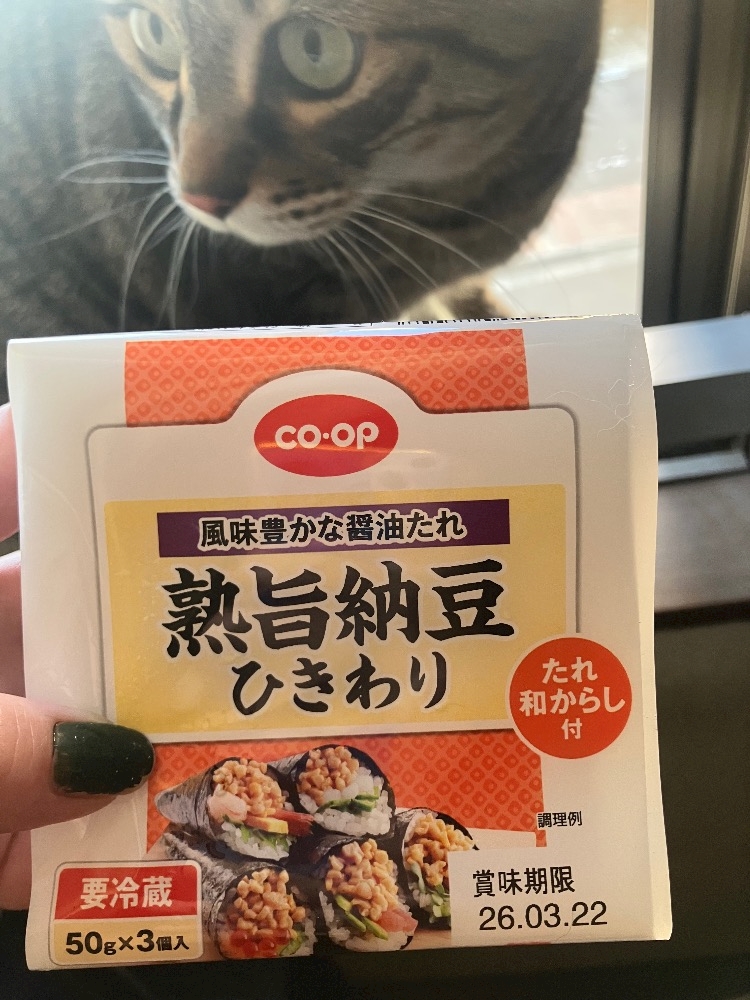 CO·OP
風味豊かな醤油たれ
熟旨納豆
ひきわり
たれ
和からし
付
調理例
要冷蔵
50g×3個入
賞味期限
26.03.22